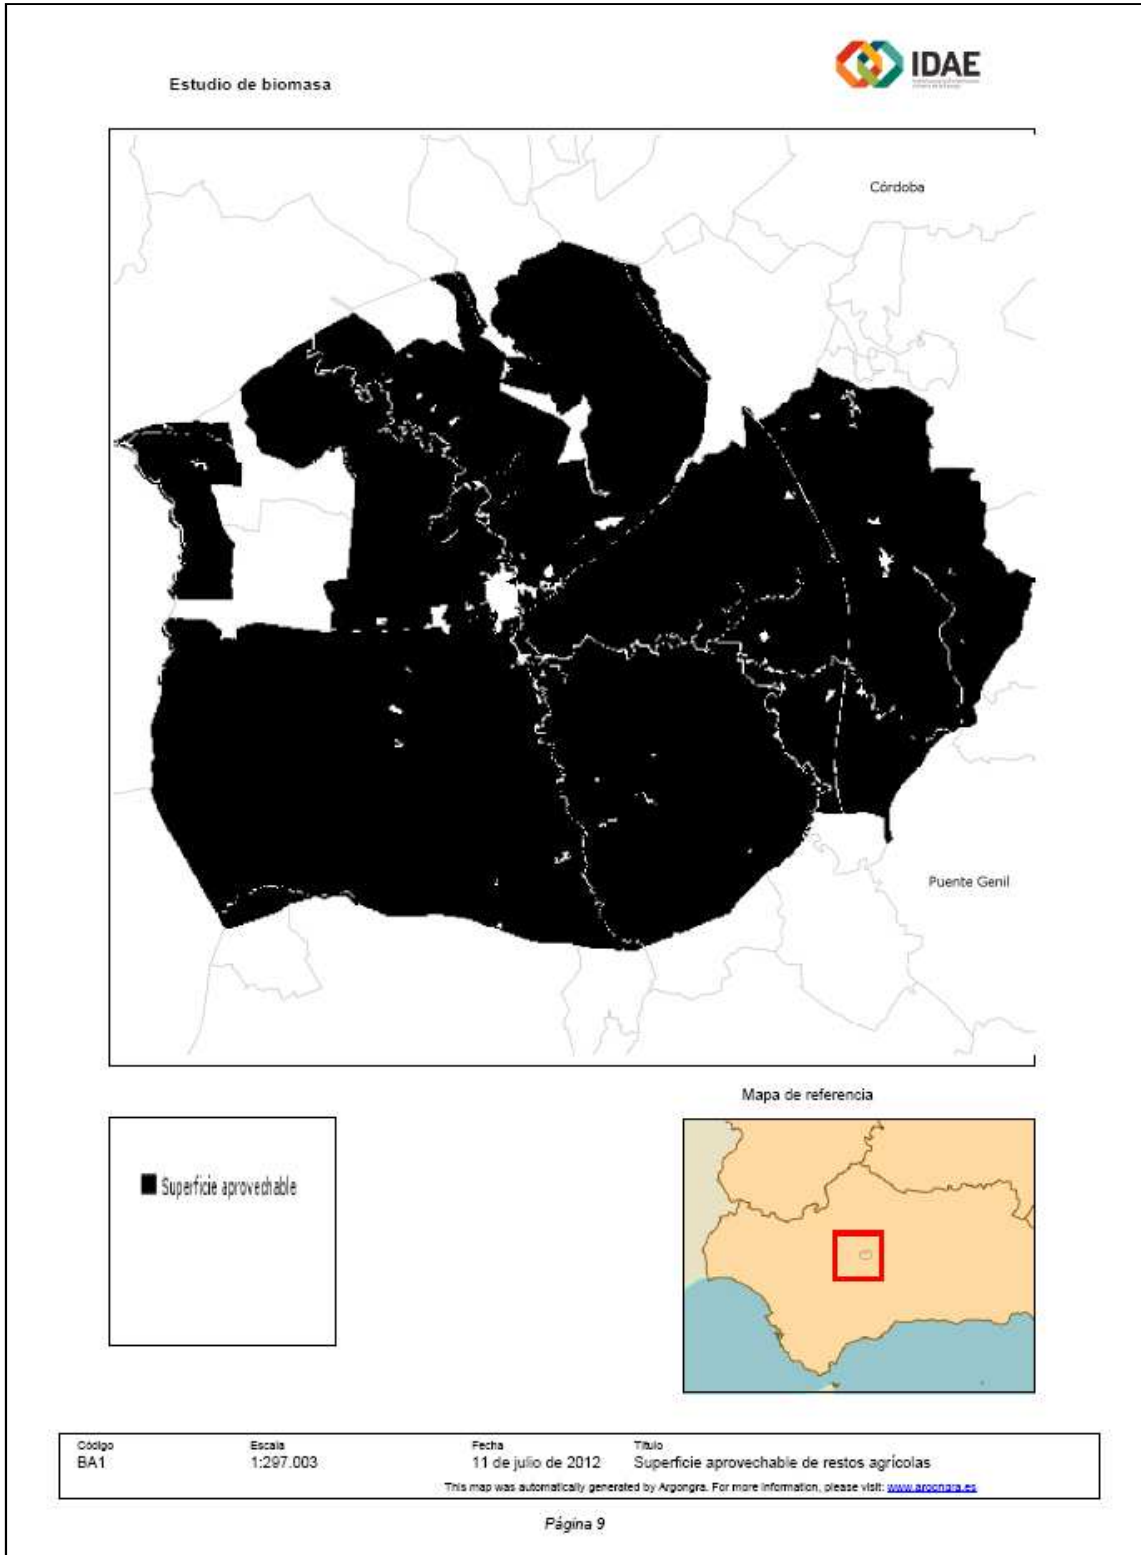 Estudio de biomasa
IDAE
Córdoba
Puente Genil
Mapa de referencia
Superficie aprovechable
Código
BA1
Escala
1:297.003
Fecha
11 de julio de 2012
Título
Superficie aprovechable de restos agrícolas
This map was automatically generated by Argongra. For more information, please visit: www.argongra.es
Página 9